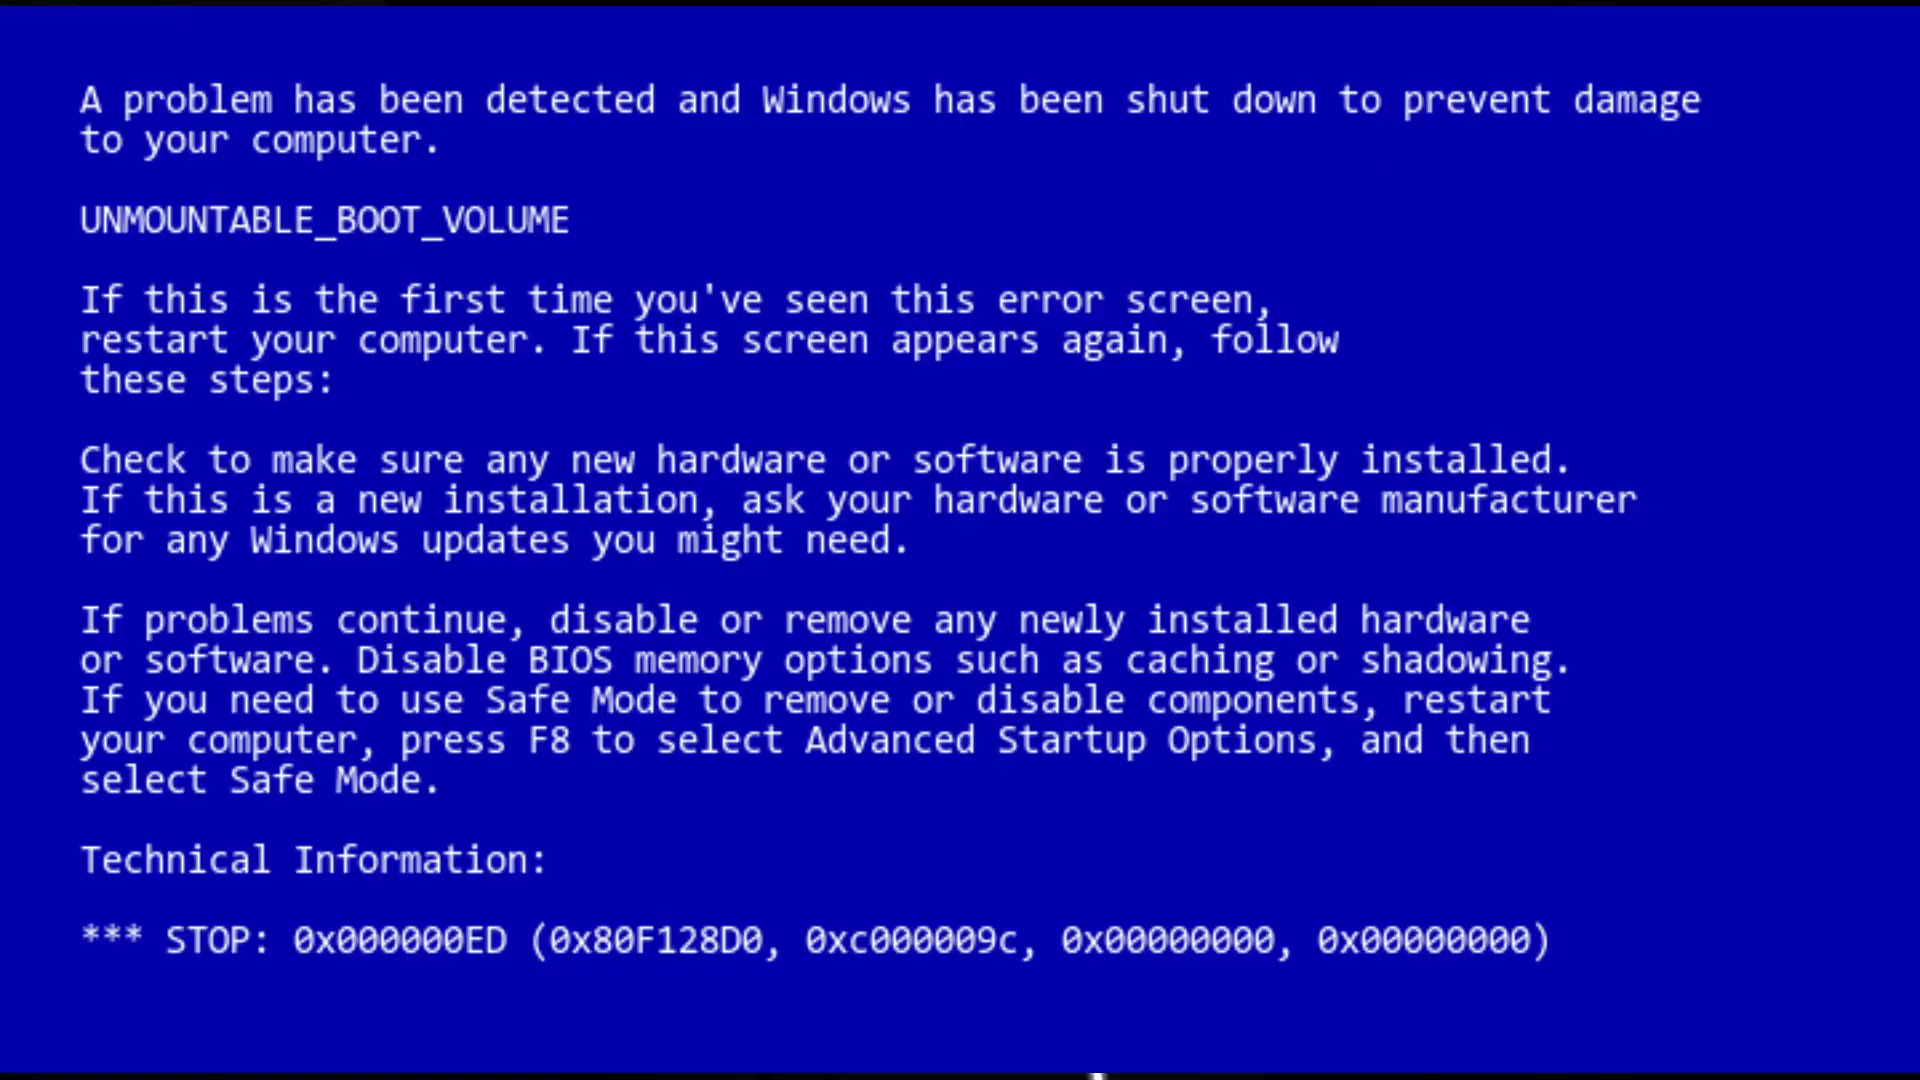 A problem has been detected and Windows has been shut down to prevent damage
to your computer.
UNMOUNTABLE_BOOT_VOLUME
If this is the first time you've seen this error screen,
restart your computer. If this screen appears again, follow
these steps:
Check to make sure any new hardware or software is properly installed.
If this is a new installation, ask your hardware or software manufacturer
for any Windows updates you might need.
If problems continue, disable or remove any newly installed hardware
or software. Disable BIOS memory options such as caching or shadowing.
If you need to use Safe Mode to remove or disable components, restart
your computer, press F8 to select Advanced Startup Options, and then
select Safe Mode.
Technical Information:
*** STOP: 0x000000ED (0x80F128D0, 0xc000009c, 0x00000000, 0x00000000)